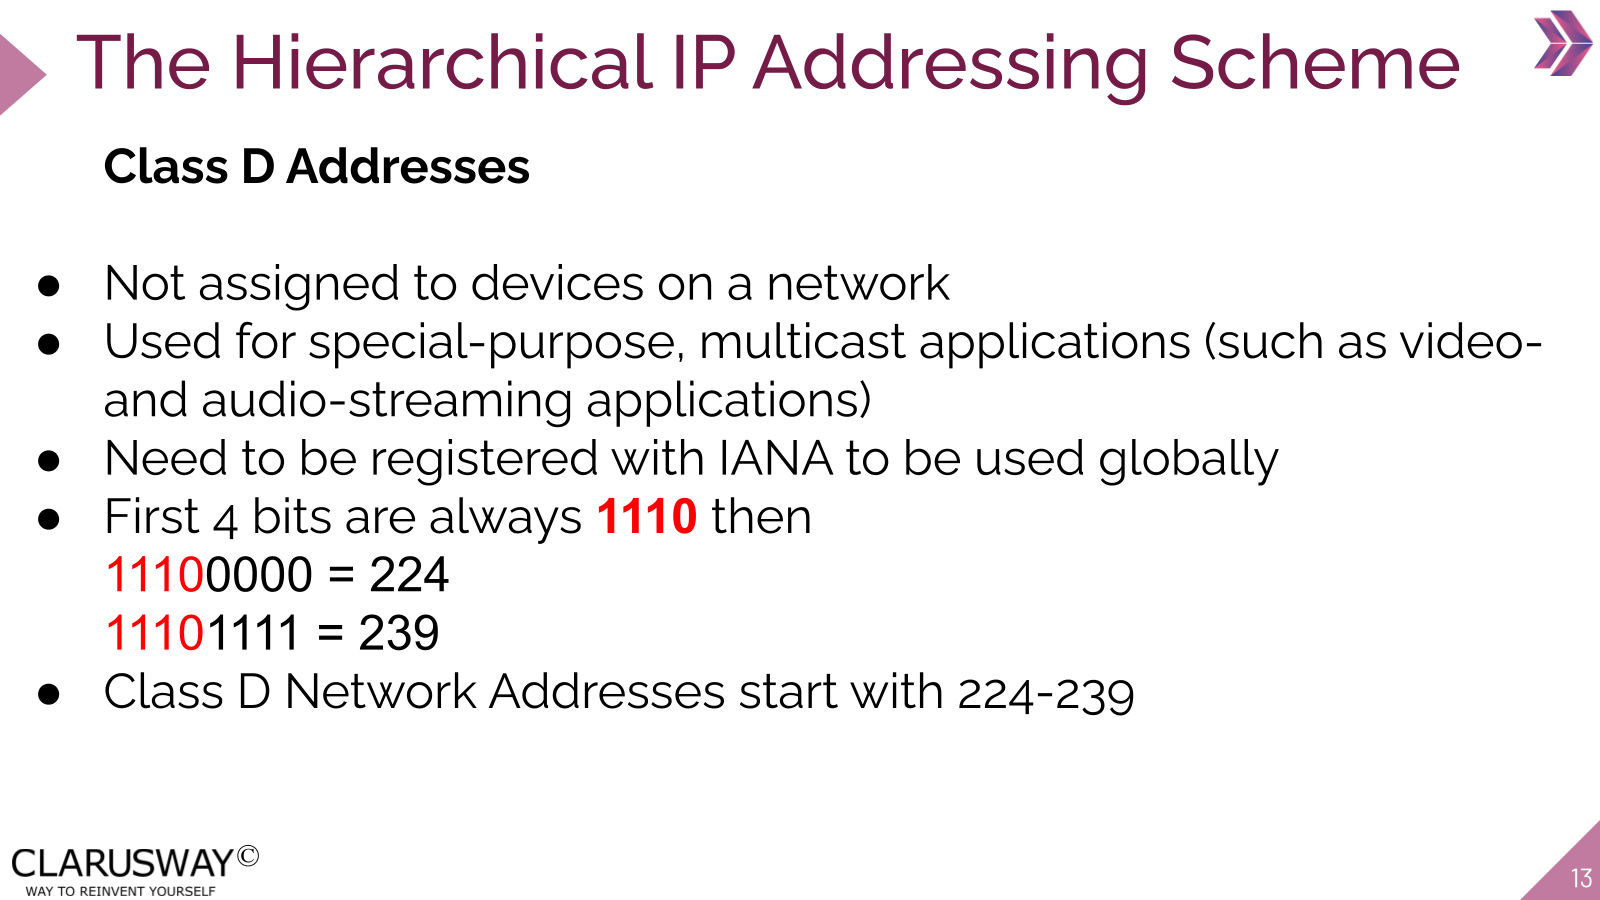 The Hierarchical IP Addressing Scheme
Class D Addresses
● Not assigned to devices on a network
● Used for special-purpose, multicast applications (such as video-
and audio-streaming applications)
● Need to be registered with IANA to be used globally
● First 4 bits are always 1110 then
11100000 = 224
11101111 = 239
● Class D Network Addresses start with 224-239
CLARUSWAY©
WAY TO REINVENT YOURSELF
13